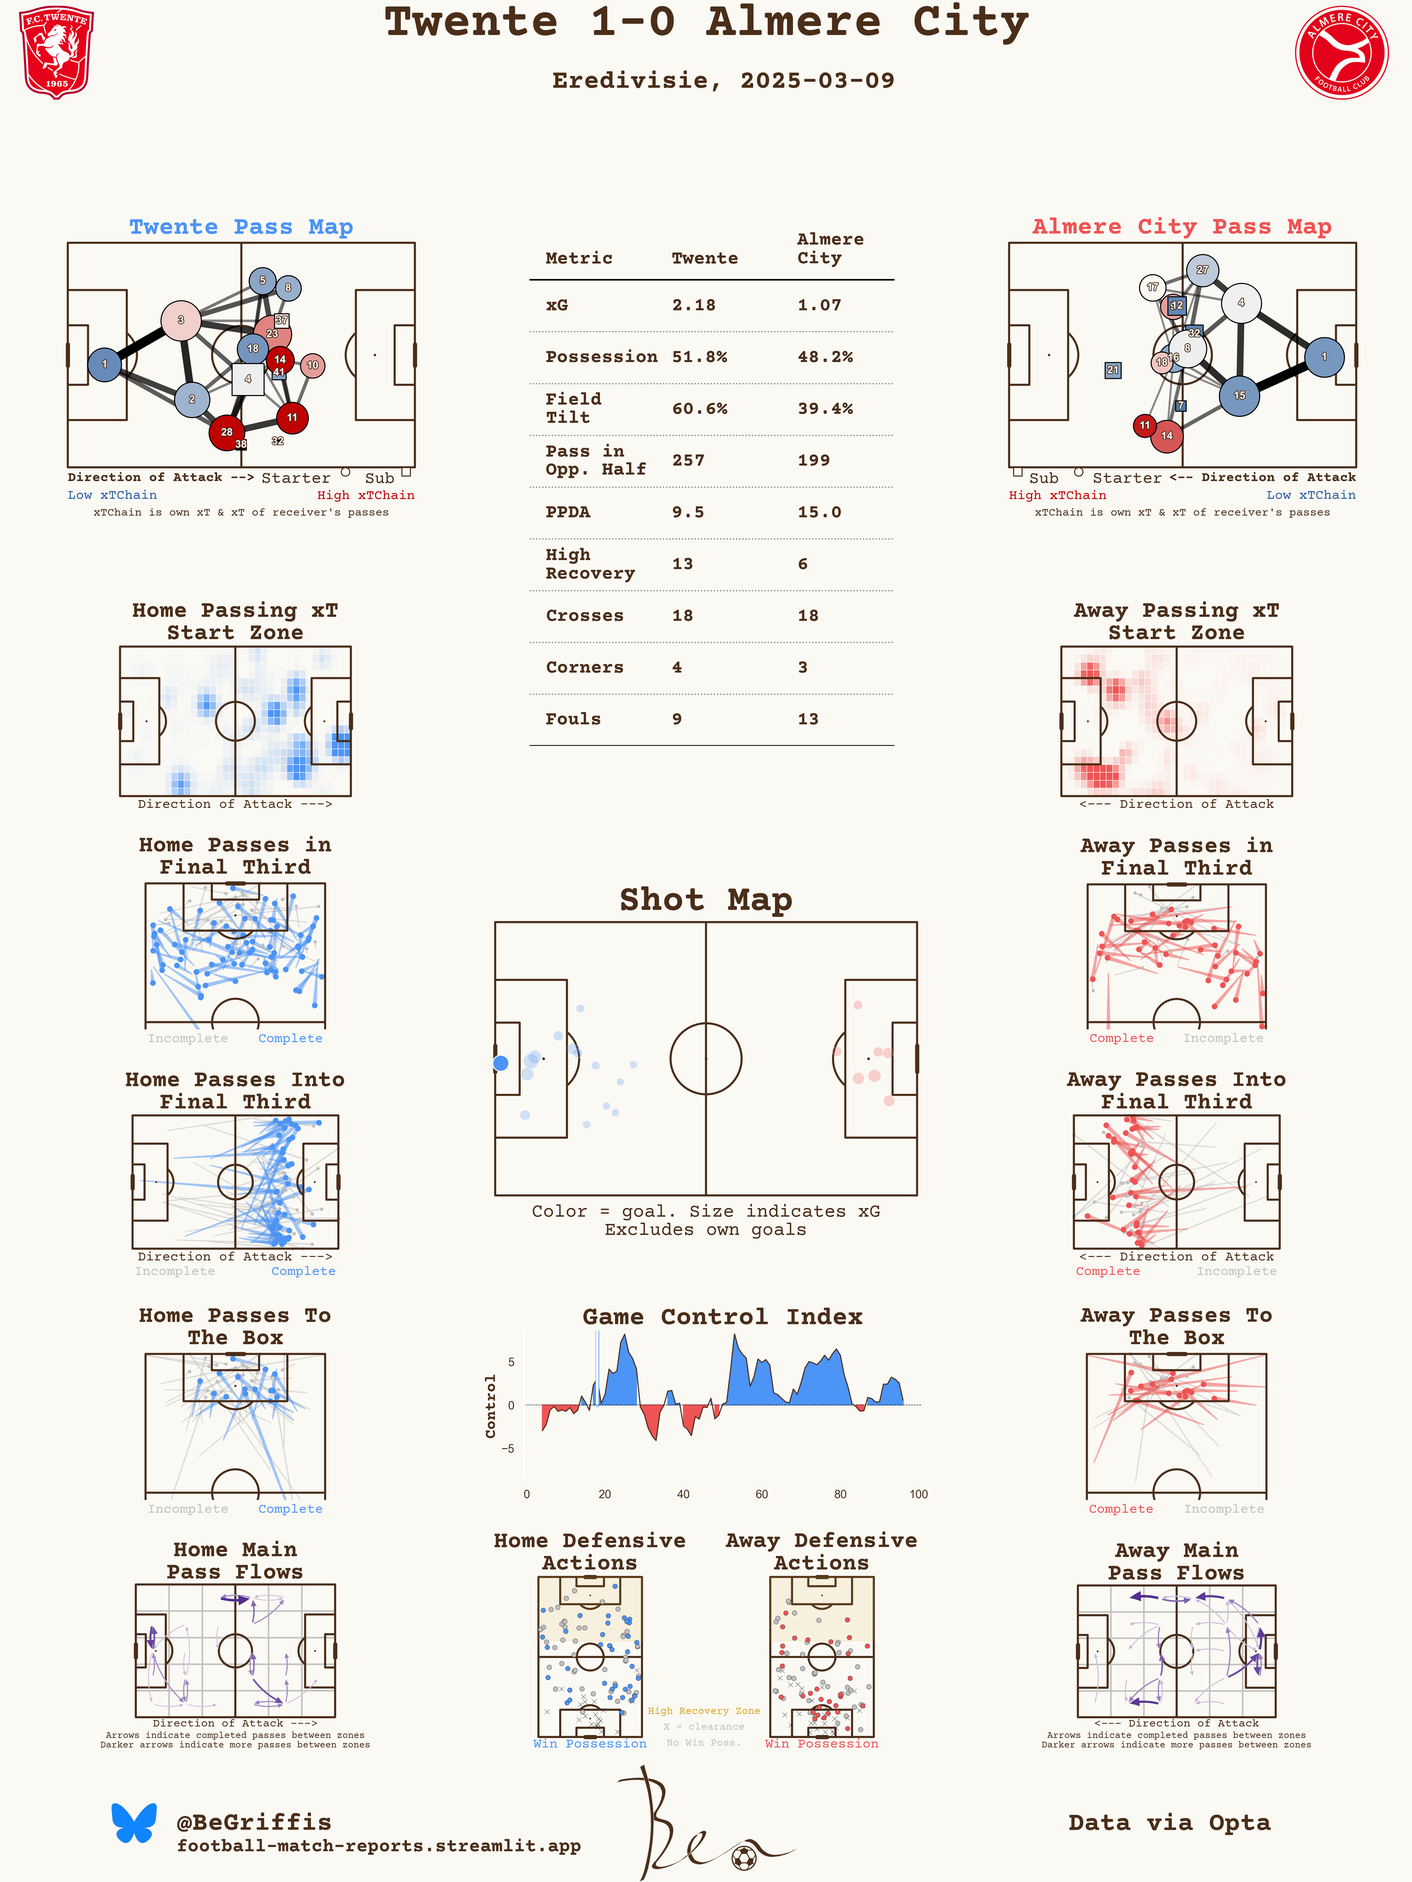 Twente 1-0 Almere City
Eredivisie, 2025-03-09
F.C. TWENTE
1965
ALMERE CITY
FOOTBALL CLUB
Twente Pass Map
1
3
2
28
38
32
11
4
18
14
41
10
23
37
5
8
Direction of Attack --> Starter Sub
Low xTChain High xTChain
xTChain is own xT & xT of receiver's passes
Metric Twente Almere City
xG 2.18 1.07
Possession 51.8% 48.2%
Field Tilt 60.6% 39.4%
Pass in Opp. Half 257 199
PPDA 9.5 15.0
High Recovery 13 6
Crosses 18 18
Corners 4 3
Fouls 9 13
Almere City Pass Map
17
27
12
4
32
8
18
16
1
21
15
7
11
14
Sub Starter <-- Direction of Attack
High xTChain Low xTChain
xTChain is own xT & xT of receiver's passes
Home Passing xT
Start Zone
Direction of Attack --->
Away Passing xT
Start Zone
<--- Direction of Attack
Home Passes in
Final Third
Incomplete Complete
Away Passes in
Final Third
Complete Incomplete
Shot Map
Color = goal. Size indicates xG
Excludes own goals
Home Passes Into
Final Third
Direction of Attack --->
Incomplete Complete
Away Passes Into
Final Third
<--- Direction of Attack
Complete Incomplete
Home Passes To
The Box
Incomplete Complete
Game Control Index
Control
5
0
−5
0 20 40 60 80 100
Away Passes To
The Box
Complete Incomplete
Home Main
Pass Flows
Direction of Attack --->
Arrows indicate completed passes between zones
Darker arrows indicate more passes between zones
Home Defensive
Actions
Win Possession
High Recovery Zone
X = clearance
No Win Poss.
Away Defensive
Actions
Win Possession
Away Main
Pass Flows
<--- Direction of Attack
Arrows indicate completed passes between zones
Darker arrows indicate more passes between zones
@BeGriffis
football-match-reports.streamlit.app
Ben
Data via Opta